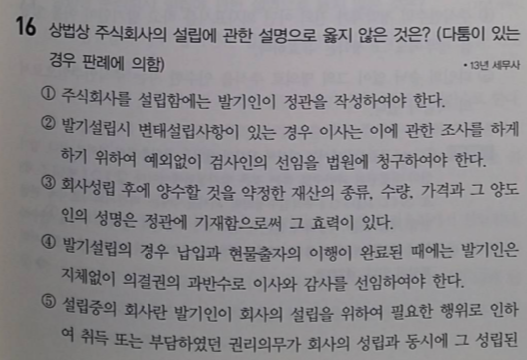 16 상법상 주식회사의 설립에 관한 설명으로 옳지 않은 것은? (다툼이 있는
경우 판례에 의함)
•13년 세무사
① 주식회사를 설립함에는 발기인이 정관을 작성하여야 한다.
② 발기설립시 변태설립사항이 있는 경우 이사는 이에 관한 조사를 하게
하기 위하여 예외없이 검사인의 선임을 법원에 청구하여야 한다.
③ 회사성립 후에 양수할 것을 약정한 재산의 종류, 수량, 가격과 그 양도
인의 성명은 정관에 기재함으로써 그 효력이 있다.
④ 발기설립의 경우 납입과 현물출자의 이행이 완료된 때에는 발기인은
지체없이 의결권의 과반수로 이사와 감사를 선임하여야 한다.
⑤ 설립중의 회사란 발기인이 회사의 설립을 위하여 필요한 행위로 인하
여 취득 또는 부담하였던 권리의무가 회사의 성립과 동시에 그 성립된